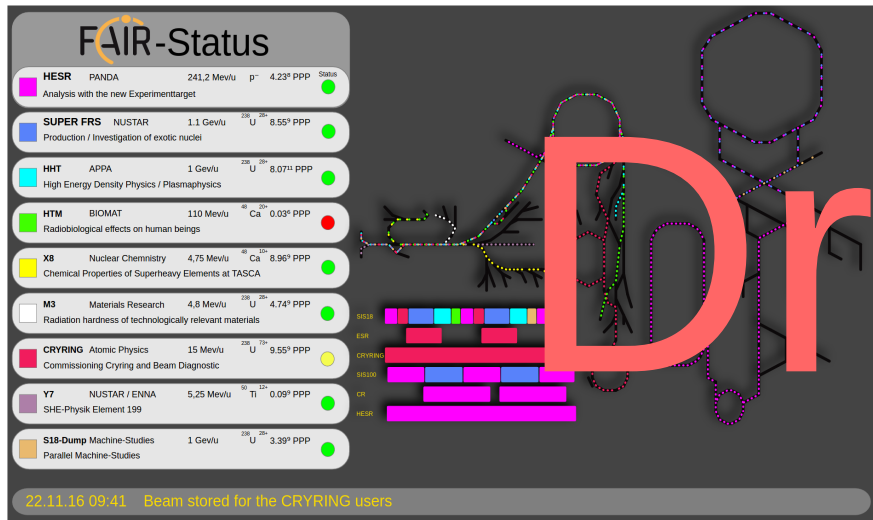 FAIR-Status
Status
HESR PANDA 241,2 Mev/u p⁻ 4.23⁸ PPP
Analysis with the new Experimenttarget
SUPER FRS NUSTAR 1.1 Gev/u ²³⁸U²⁸⁺ 8.55⁹ PPP
Production / Investigation of exotic nuclei
HHT APPA 1 Gev/u ²³⁸U²⁸⁺ 8.07¹¹ PPP
High Energy Density Physics / Plasmaphysics
HTM BIOMAT 110 Mev/u ⁴⁸Ca²⁰⁺ 0.03⁶ PPP
Radiobiological effects on human beings
X8 Nuclear Chemnistry 4,75 Mev/u ⁴⁸Ca¹⁰⁺ 8.96⁹ PPP
Chemical Properties of Superheavy Elements at TASCA
M3 Materials Research 4,8 Mev/u ²³⁸U²⁸⁺ 4.74⁹ PPP
Radiation hardness of technologically relevant materials
CRYRING Atomic Physics 15 Mev/u ²³⁸U⁷³⁺ 9.55⁹ PPP
Commissioning Cryring and Beam Diagnostic
Y7 NUSTAR / ENNA 5,25 Mev/u ⁵⁰Ti¹²⁺ 0.09⁹ PPP
SHE-Physik Element 199
S18-Dump Machine-Studies 1 Gev/u ²³⁸U²⁸⁺ 3.39⁹ PPP
Parallel Machine-Studies
SIS18
ESR
CRYRING
SIS100
CR
HESR
Dr
22.11.16 09:41 Beam stored for the CRYRING users